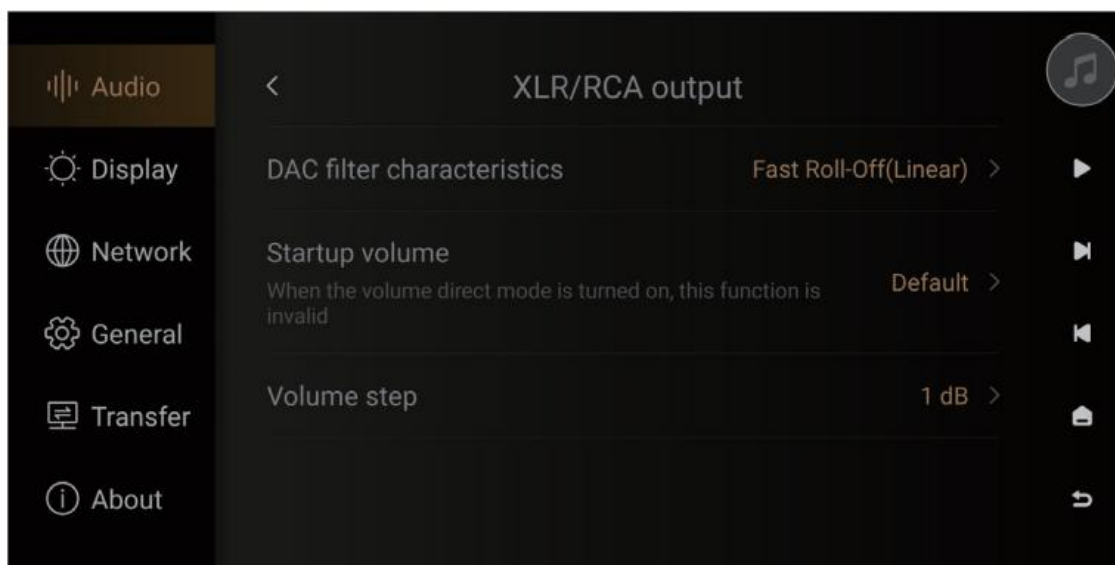 Audio
Display
Network
General
Transfer
About
XLR/RCA output
DAC filter characteristics
Fast Roll-Off(Linear)
Startup volume
When the volume direct mode is turned on, this function is
invalid
Default
Volume step
1 dB